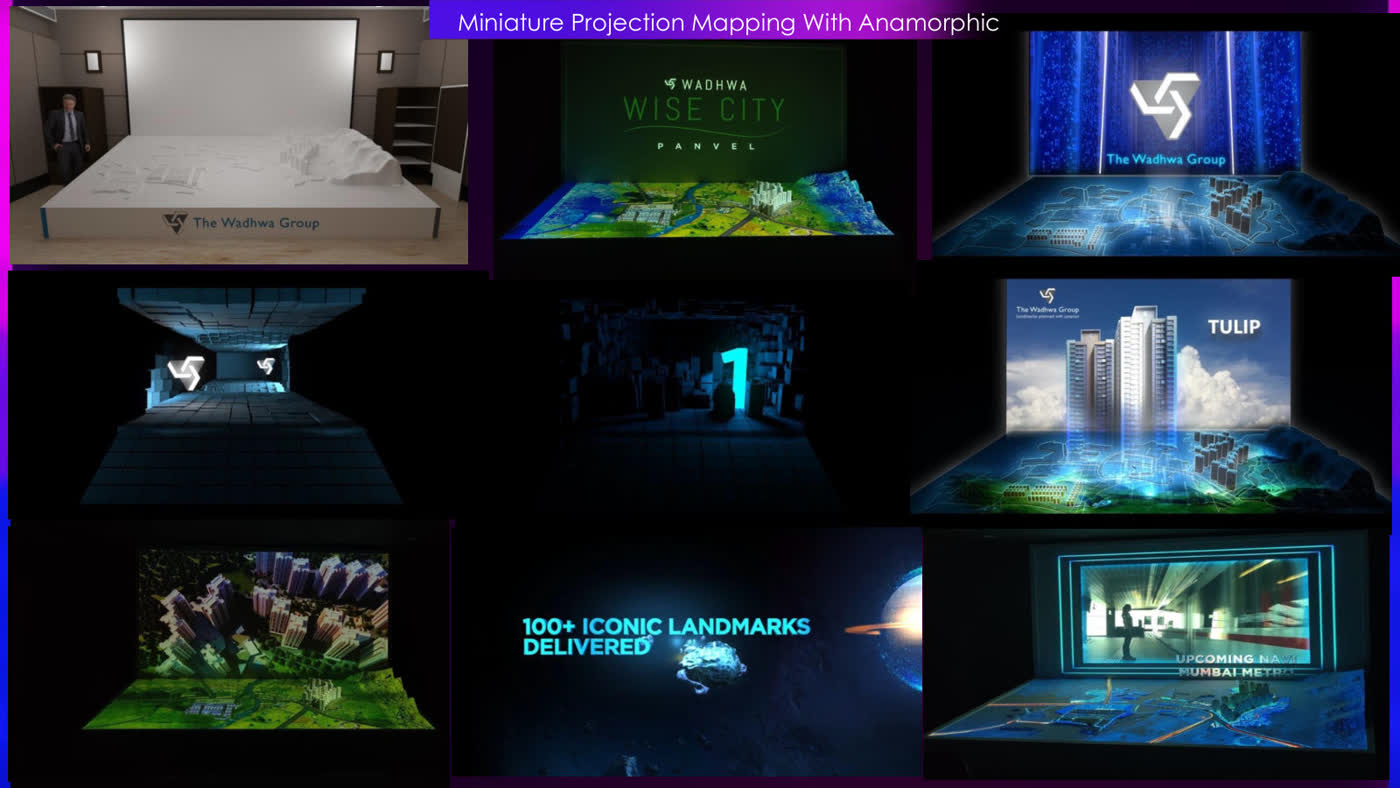 Miniature Projection Mapping With Anamorphic
The Wadhwa Group
WADHWA
WISE CITY
PANVEL
The Wadhwa Group
1
The Wadhwa Group
TULIP
100+ ICONIC LANDMARKS
DELIVERED
UPCOMING NAVI
MUMBAI METRO